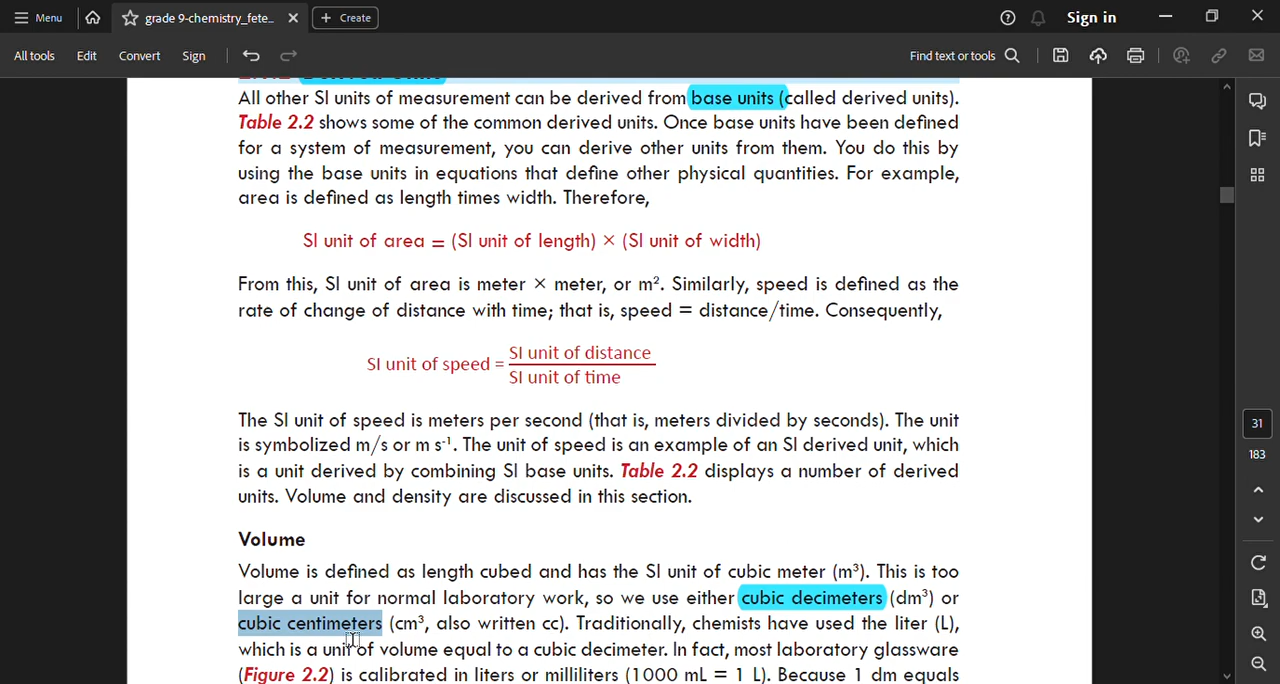 Menu
grade 9-chemistry_fete...
+ Create
Sign in
All tools
Edit
Convert
Sign
Find text or tools
All other SI units of measurement can be derived from base units (called derived units).
Table 2.2 shows some of the common derived units. Once base units have been defined
for a system of measurement, you can derive other units from them. You do this by
using the base units in equations that define other physical quantities. For example,
area is defined as length times width. Therefore,
SI unit of area = (SI unit of length) × (SI unit of width)
From this, SI unit of area is meter × meter, or m². Similarly, speed is defined as the
rate of change of distance with time; that is, speed = distance/time. Consequently,
SI unit of speed = SI unit of distance
SI unit of time
The SI unit of speed is meters per second (that is, meters divided by seconds). The unit
is symbolized m/s or m s⁻¹. The unit of speed is an example of an SI derived unit, which
is a unit derived by combining SI base units. Table 2.2 displays a number of derived
units. Volume and density are discussed in this section.
Volume
Volume is defined as length cubed and has the SI unit of cubic meter (m³). This is too
large a unit for normal laboratory work, so we use either cubic decimeters (dm³) or
cubic centimeters (cm³, also written cc). Traditionally, chemists have used the liter (L),
which is a unit of volume equal to a cubic decimeter. In fact, most laboratory glassware
(Figure 2.2) is calibrated in liters or milliliters (1000 mL = 1 L). Because 1 dm equals
31
183